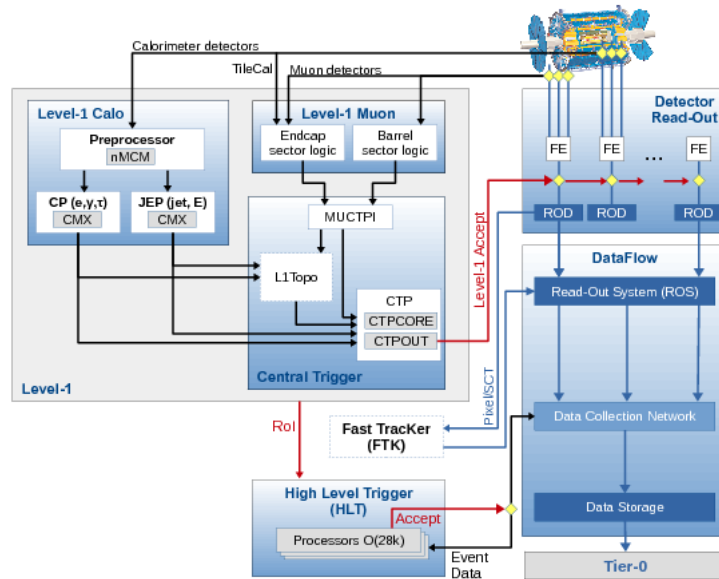 Calorimeter detectors
TileCal
Muon detectors
Level-1 Calo
Preprocessor
nMCM
CP (e,γ,τ)
CMX
JEP (jet, E)
CMX
Level-1 Muon
Endcap
sector logic
Barrel
sector logic
MUCTPI
L1Topo
CTP
CTPCORE
CTPOUT
Central Trigger
Level-1
Level-1 Accept
Detector
Read-Out
FE
FE
...
FE
ROD
ROD
ROD
DataFlow
Read-Out System (ROS)
Pixel/SCT
Data Collection Network
Data Storage
Tier-0
RoI
Fast TracKer
(FTK)
High Level Trigger
(HLT)
Accept
Processors O(28k)
Event
Data